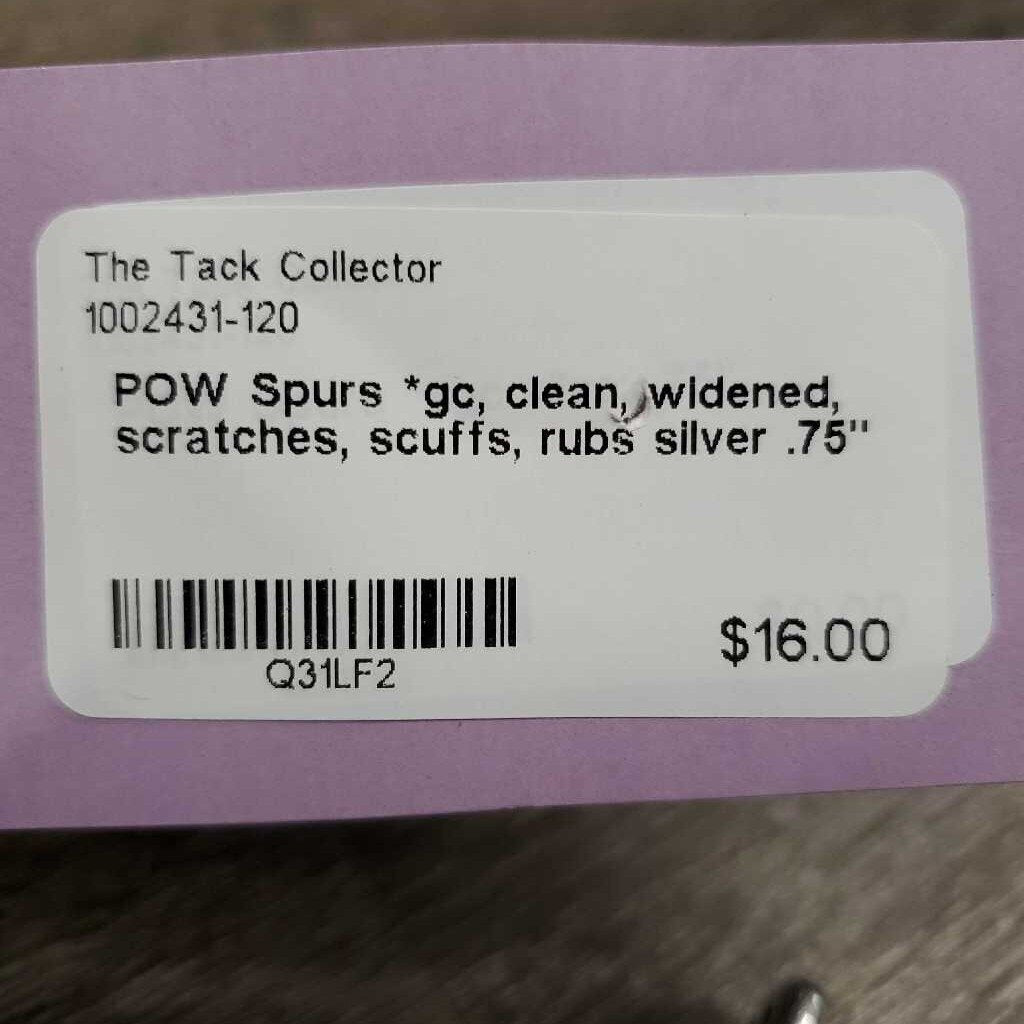 The Tack Collector
1002431-120
POW Spurs *gc, clean, widened,
scratches, scuffs, rubs silver .75"
Q31LF2
$16.00